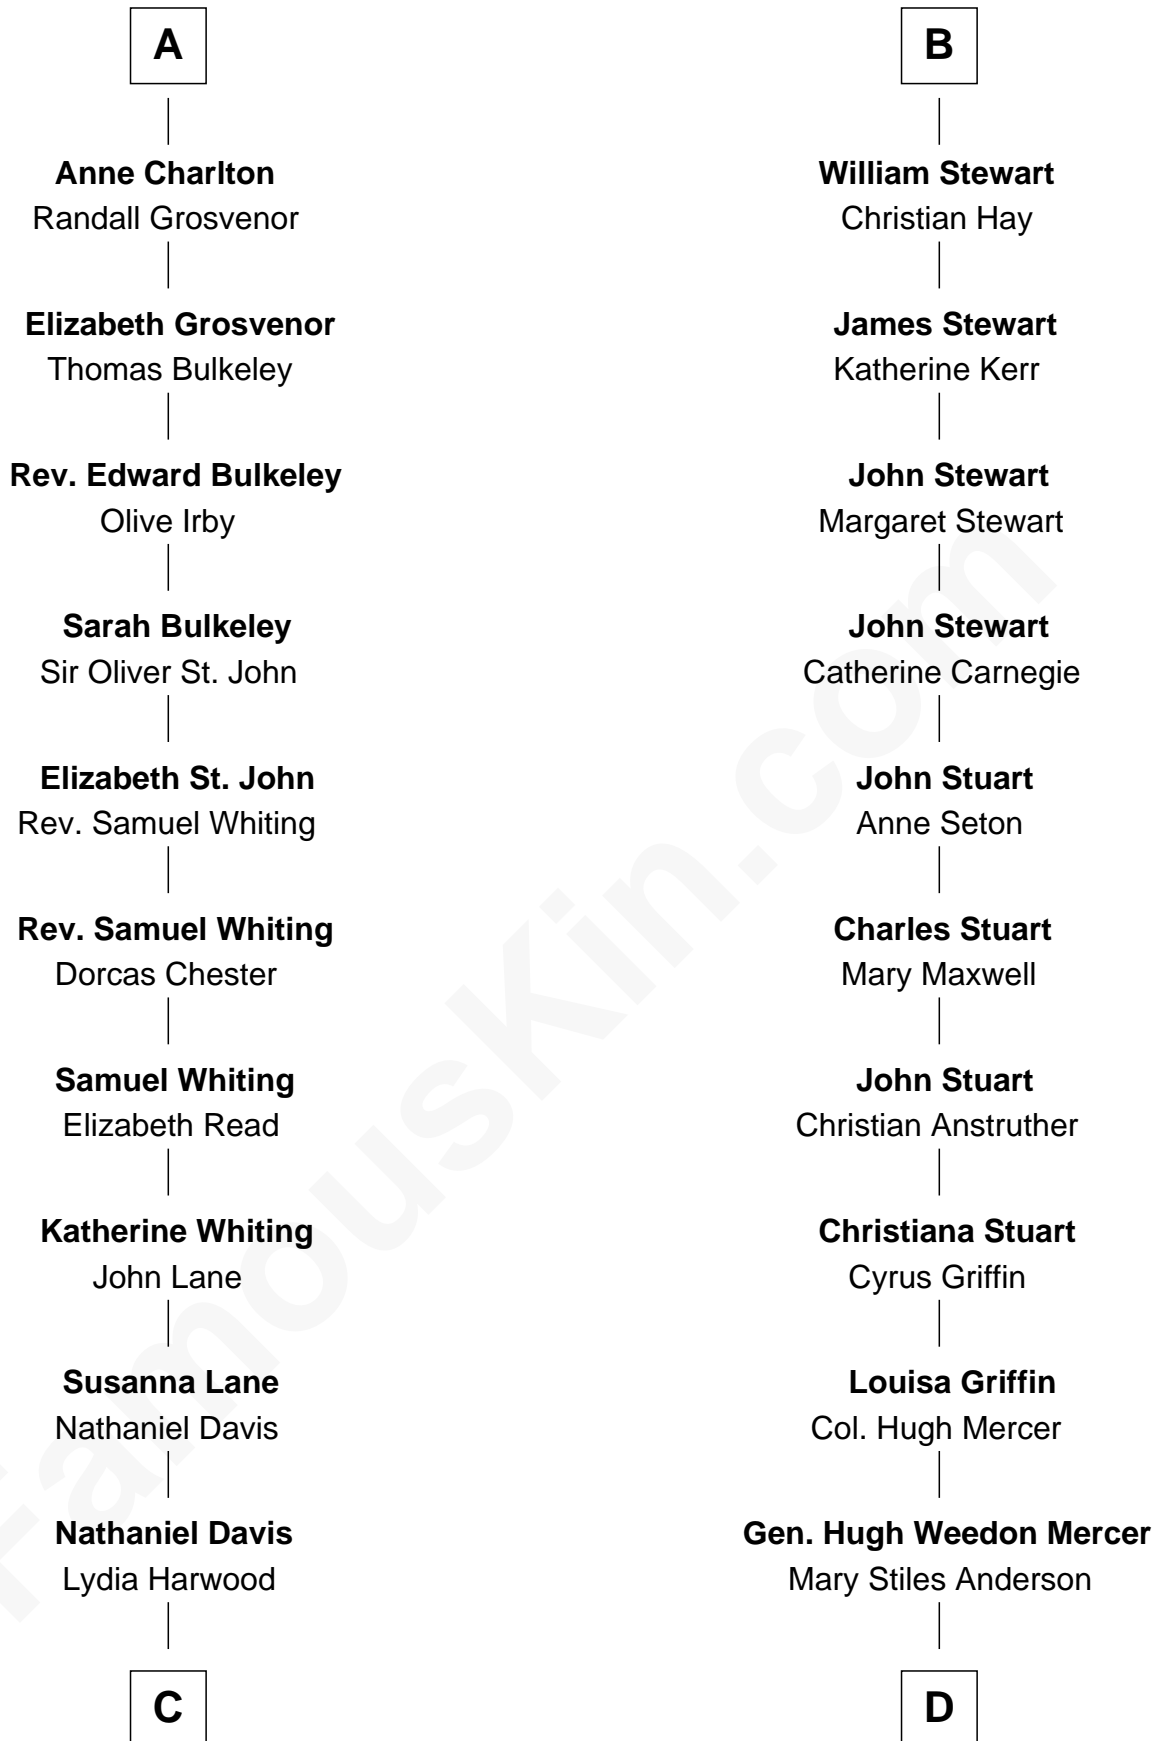 A
Anne Charlton
Randall Grosvenor
Elizabeth Grosvenor
Thomas Bulkeley
Rev. Edward Bulkeley
Olive Irby
Sarah Bulkeley
Sir Oliver St. John
Elizabeth St. John
Rev. Samuel Whiting
Rev. Samuel Whiting
Dorcas Chester
Samuel Whiting
Elizabeth Read
Katherine Whiting
John Lane
Susanna Lane
Nathaniel Davis
Nathaniel Davis
Lydia Harwood
C
B
William Stewart
Christian Hay
James Stewart
Katherine Kerr
John Stewart
Margaret Stewart
John Stewart
Catherine Carnegie
John Stuart
Anne Seton
Charles Stuart
Mary Maxwell
John Stuart
Christian Anstruther
Christiana Stuart
Cyrus Griffin
Louisa Griffin
Col. Hugh Mercer
Gen. Hugh Weedon Mercer
Mary Stiles Anderson
D
FamousKin.com